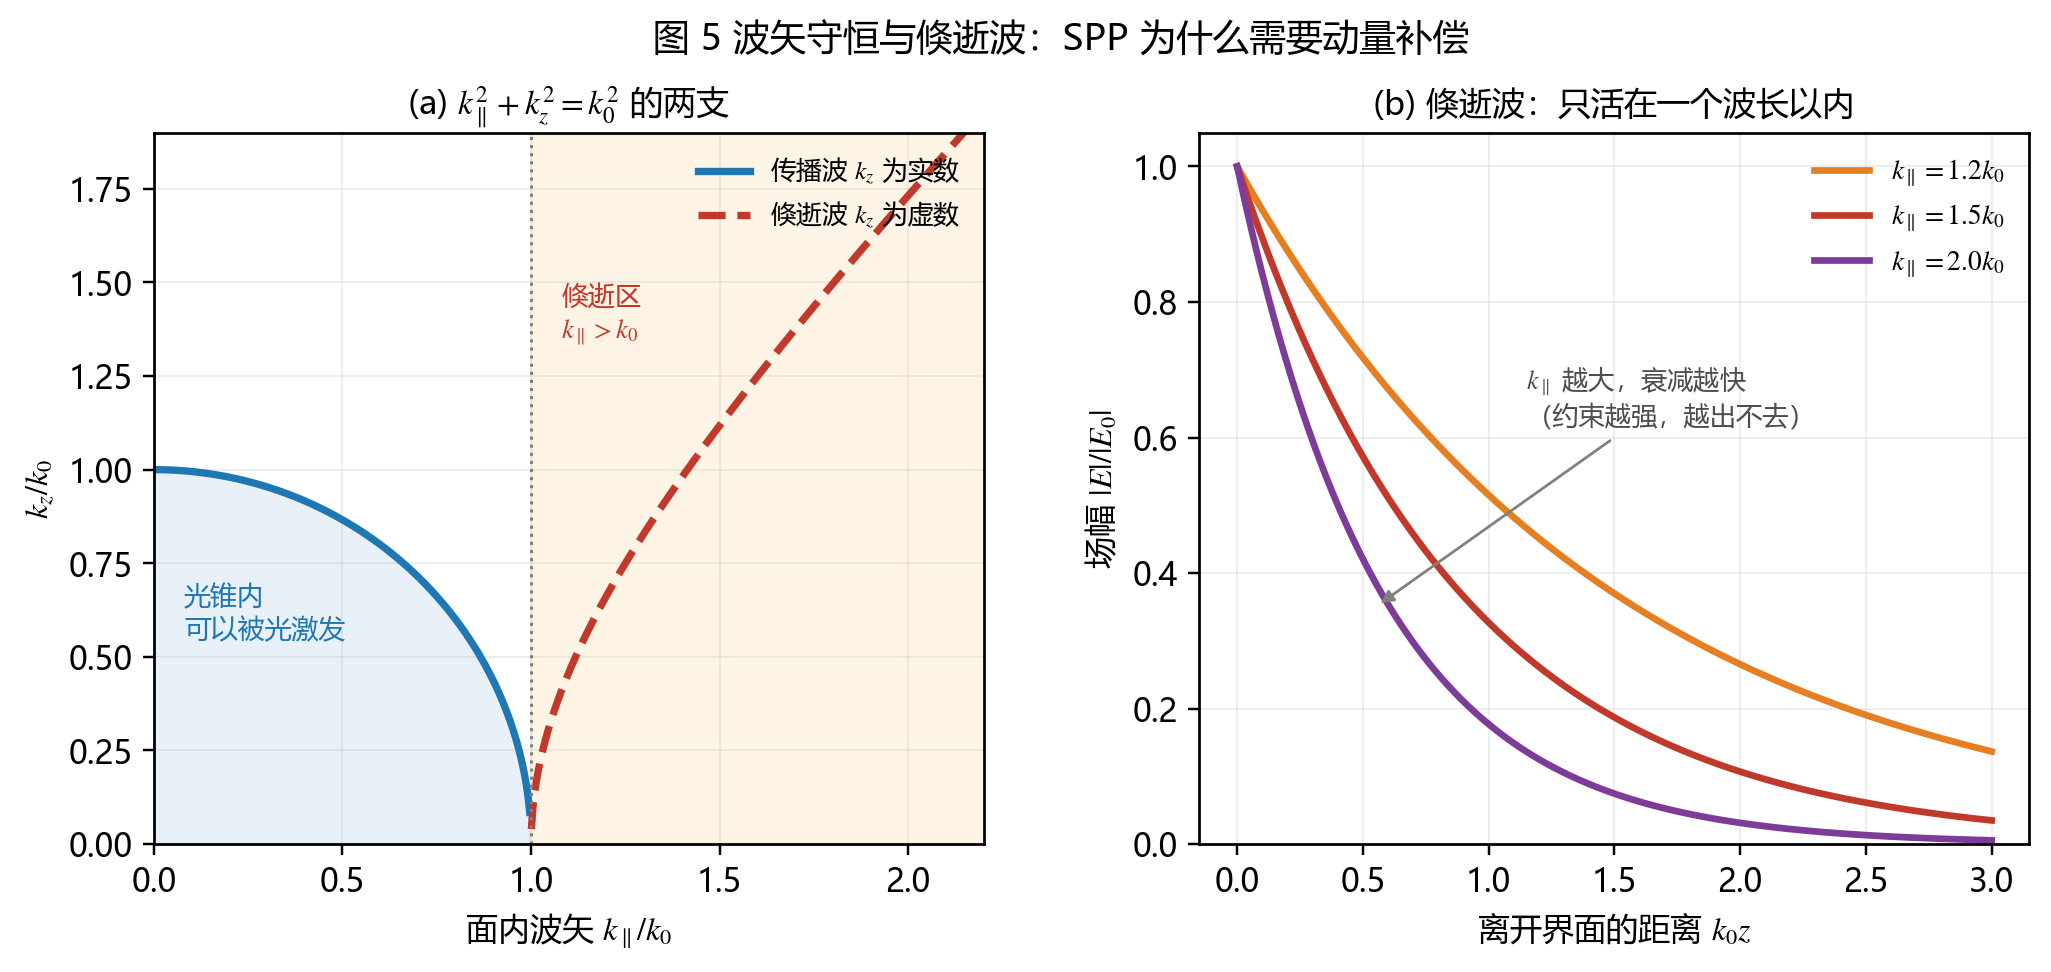 图 5 波矢守恒与倏逝波：SPP 为什么需要动量补偿
(a) k∥² + k_z² = k₀² 的两支
k_z/k₀
1.75
1.50
1.25
1.00
0.75
0.50
0.25
0.00
传播波 k_z 为实数
倏逝波 k_z 为虚数
倏逝区
k∥ > k₀
光锥内
可以被光激发
0.0 0.5 1.0 1.5 2.0
面内波矢 k∥/k₀
(b) 倏逝波：只活在一个波长以内
场幅 |E|/|E₀|
1.0
0.8
0.6
0.4
0.2
0.0
k∥ = 1.2k₀
k∥ = 1.5k₀
k∥ = 2.0k₀
k∥ 越大，衰减越快
（约束越强，越出不去）
0.0 0.5 1.0 1.5 2.0 2.5 3.0
离开界面的距离 k₀z